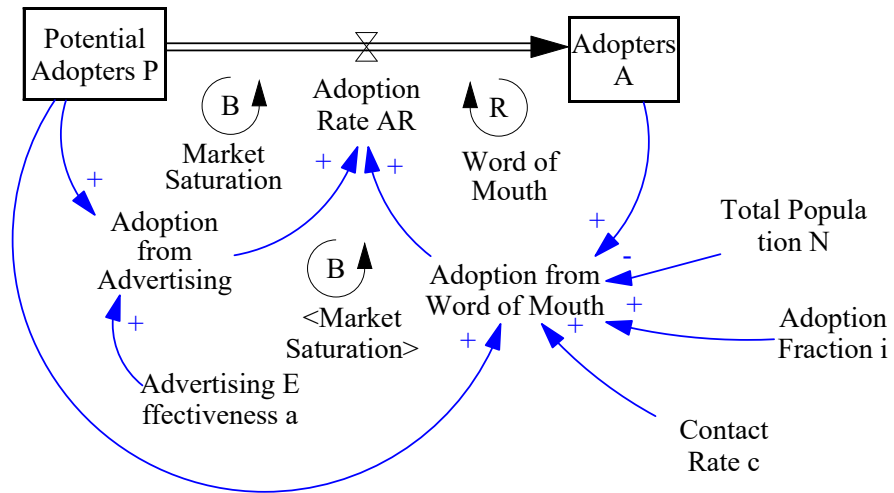 Potential
Adopters P
Adopters
A
Adoption
Rate AR
B
Market
Saturation
R
Word of
Mouth
+
+
+
Adoption
from
Advertising
+
-
Total Popula
tion N
B
<Market
Saturation>
Adoption from
Word of Mouth
+
+
+
+
Adoption
Fraction i
Advertising E
ffectiveness a
Contact
Rate c